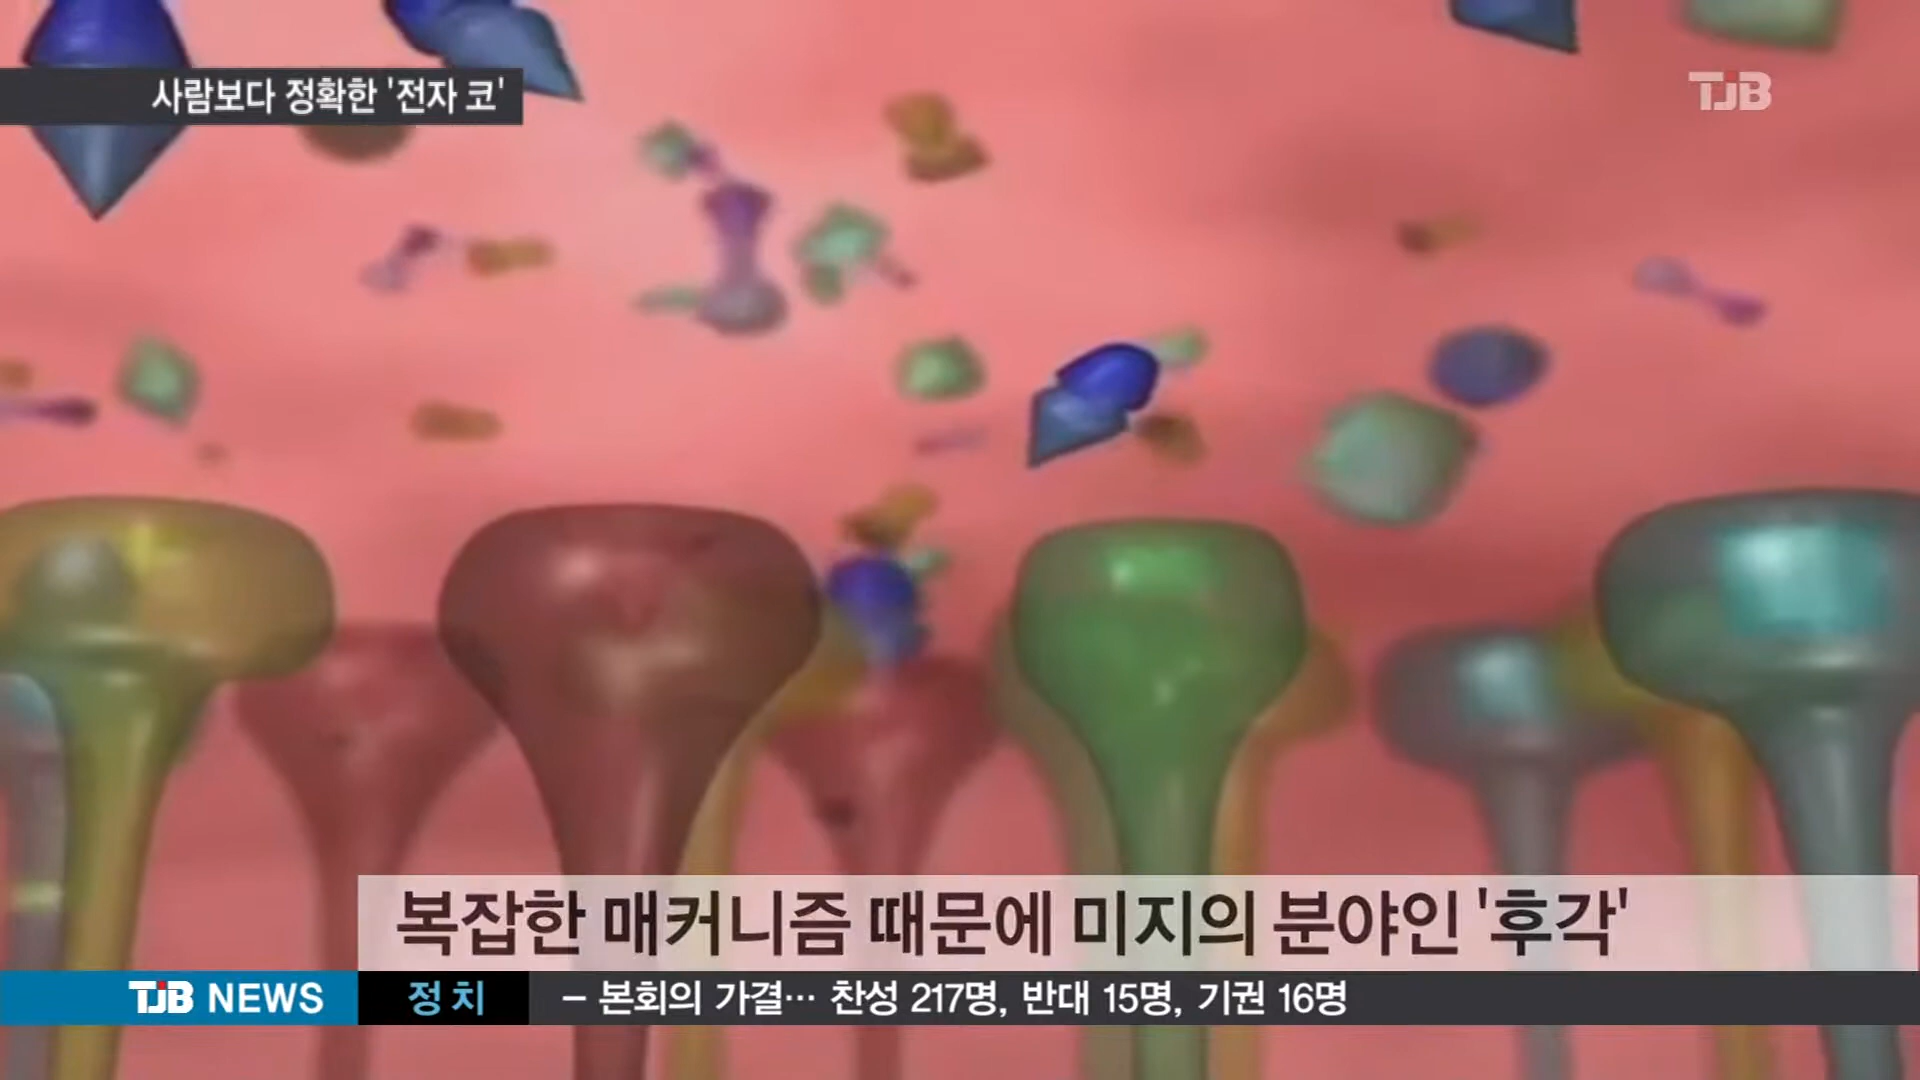 사람보다 정확한 '전자 코'
TJB
복잡한 매커니즘 때문에 미지의 분야인 '후각'
TJB NEWS 정치 – 본회의 가결… 찬성 217명, 반대 15명, 기권 16명